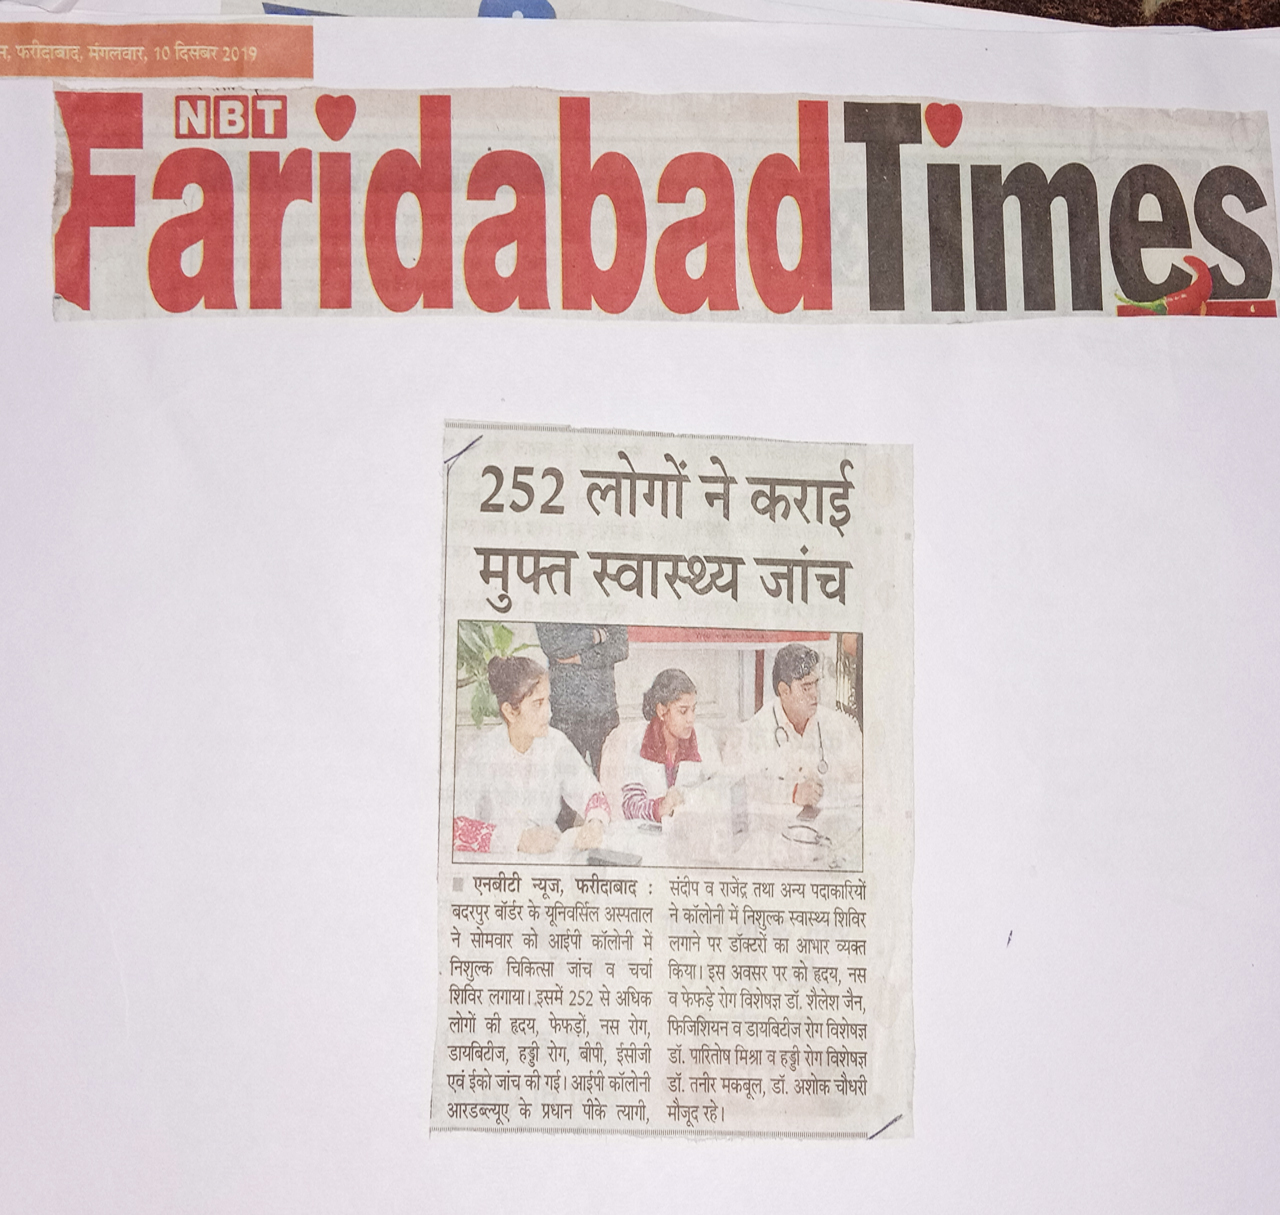 फरीदाबाद, मंगलवार, 10 दिसंबर 2019
NBT
Faridabad Times
252 लोगों ने कराई
मुफ्त स्वास्थ्य जांच
एनबीटी न्यूज, फरीदाबाद :
बदरपुर बॉर्डर के यूनिवर्सिल अस्पताल
ने सोमवार को आईपी कॉलोनी में
निशुल्क चिकित्सा जांच व चर्चा
शिविर लगाया। इसमें 252 से अधिक
लोगों की हृदय, फेफड़ों, नस रोग,
डायबिटीज, हड्डी रोग, बीपी, ईसीजी
एवं ईको जांच की गई। आईपी कॉलोनी
आरडब्ल्यूए के प्रधान पीके त्यागी,
संदीप व राजेंद्र तथा अन्य पदाकारियों
ने कॉलोनी में निशुल्क स्वास्थ्य शिविर
लगाने पर डॉक्टरों का आभार व्यक्त
किया। इस अवसर पर को हृदय, नस
व फेफड़े रोग विशेषज्ञ डॉ. शैलेश जैन,
फिजिशियन व डायबिटीज रोग विशेषज्ञ
डॉ. पारितोष मिश्रा व हड्डी रोग विशेषज्ञ
डॉ. तनीर मकबूल, डॉ. अशोक चौधरी
मौजूद रहे।